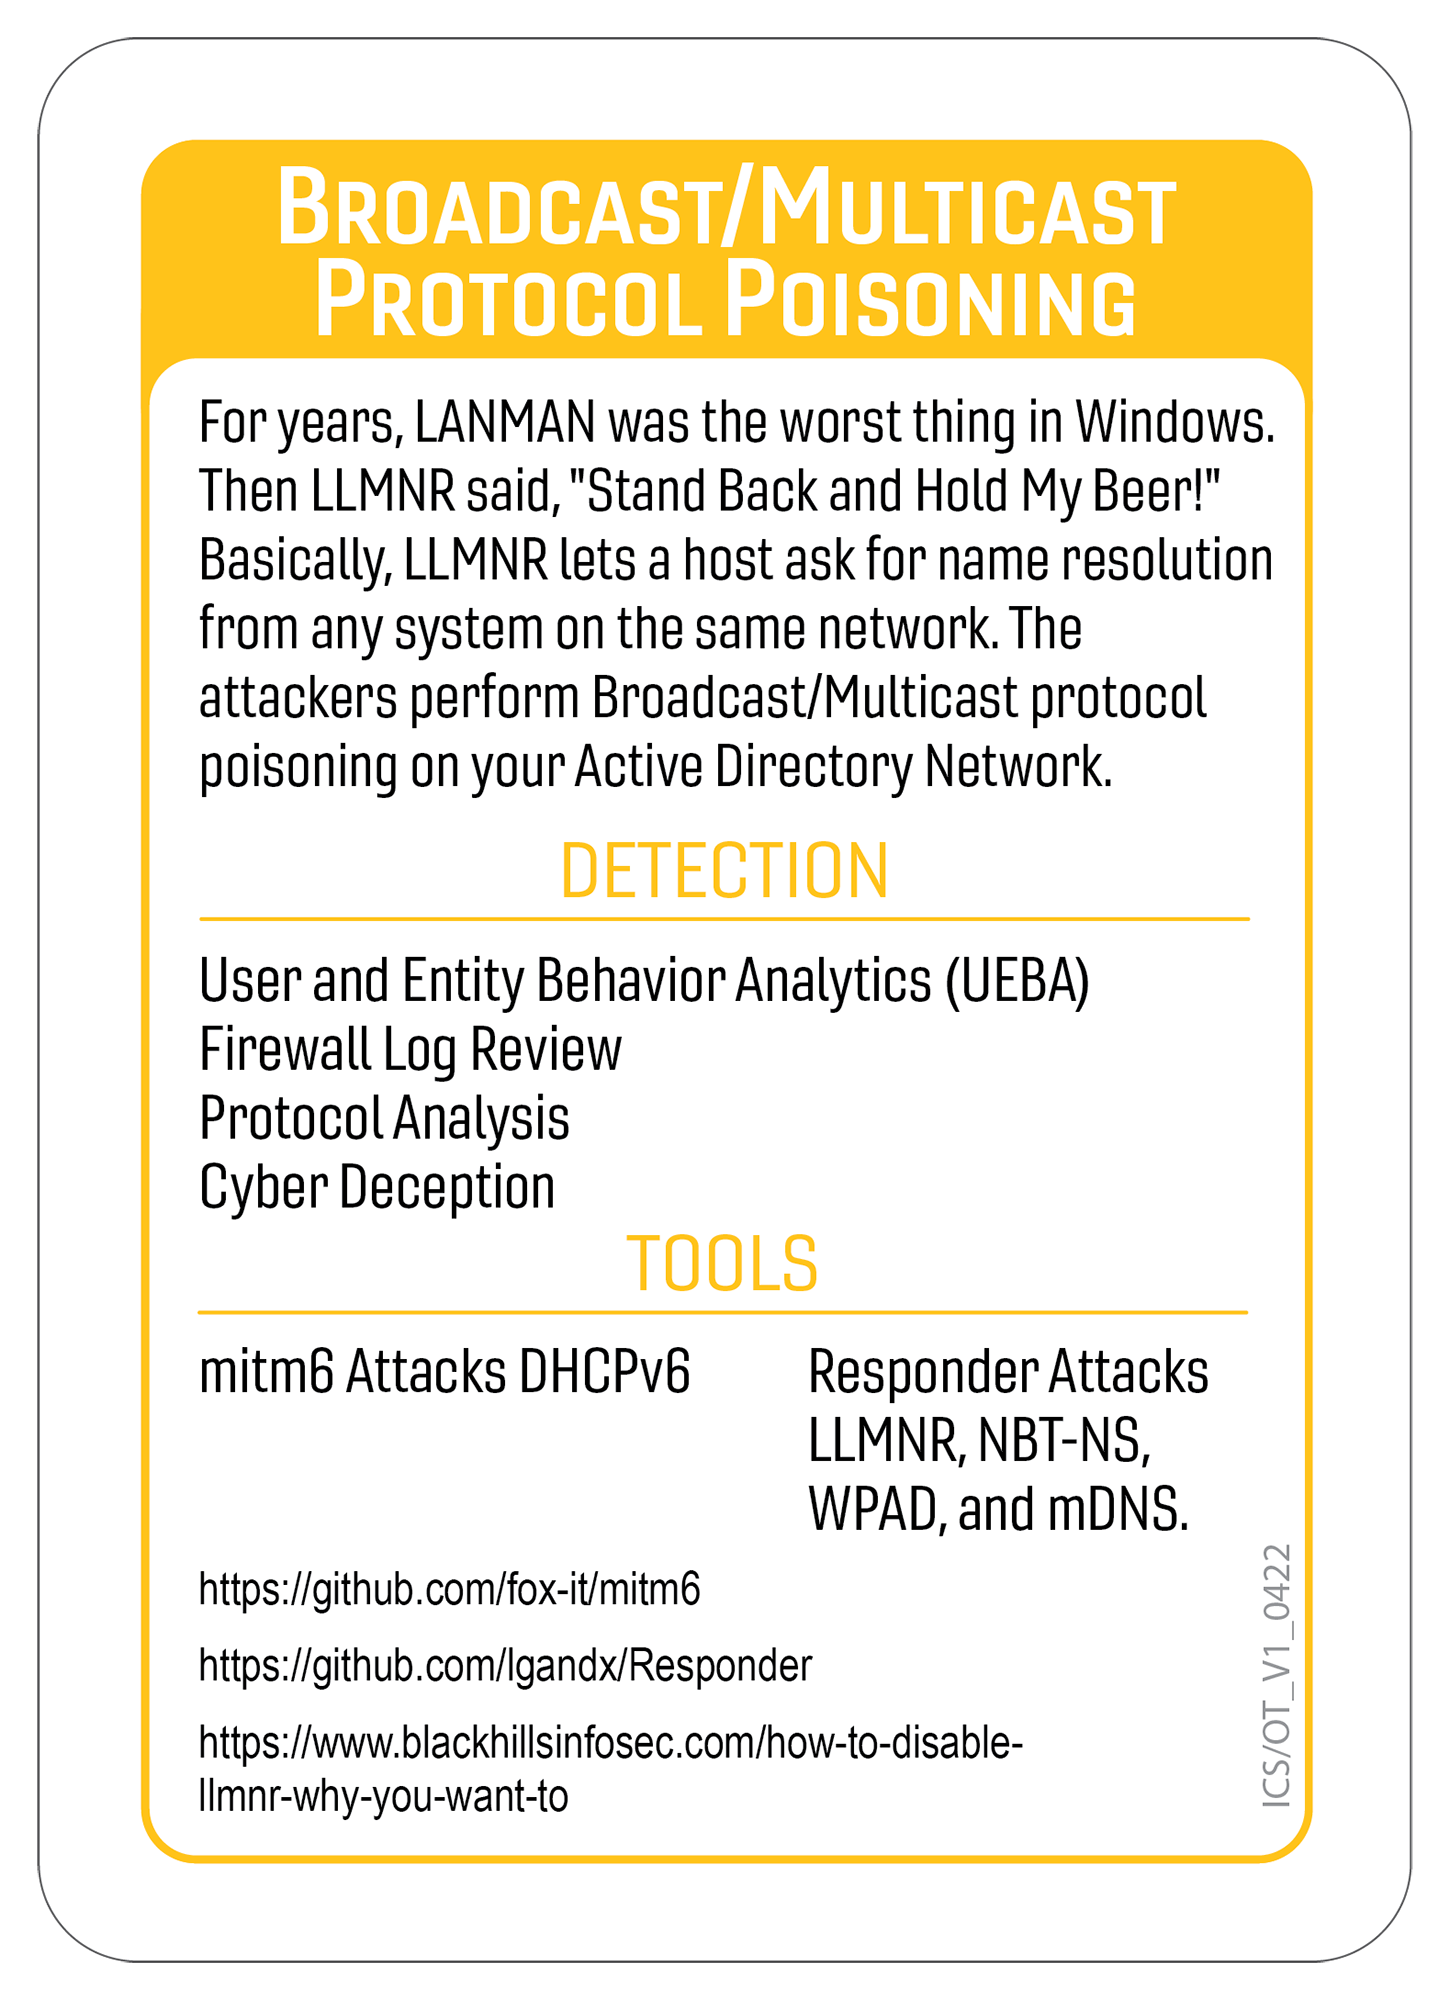 BROADCAST/MULTICAST
PROTOCOL POISONING
For years, LANMAN was the worst thing in Windows.
Then LLMNR said, "Stand Back and Hold My Beer!"
Basically, LLMNR lets a host ask for name resolution
from any system on the same network. The
attackers perform Broadcast/Multicast protocol
poisoning on your Active Directory Network.
DETECTION
User and Entity Behavior Analytics (UEBA)
Firewall Log Review
Protocol Analysis
Cyber Deception
TOOLS
mitm6 Attacks DHCPv6
Responder Attacks
LLMNR, NBT-NS,
WPAD, and mDNS.
https://github.com/fox-it/mitm6
https://github.com/lgandx/Responder
https://www.blackhillsinfosec.com/how-to-disable-
llmnr-why-you-want-to
ICS/OT_V1_0422